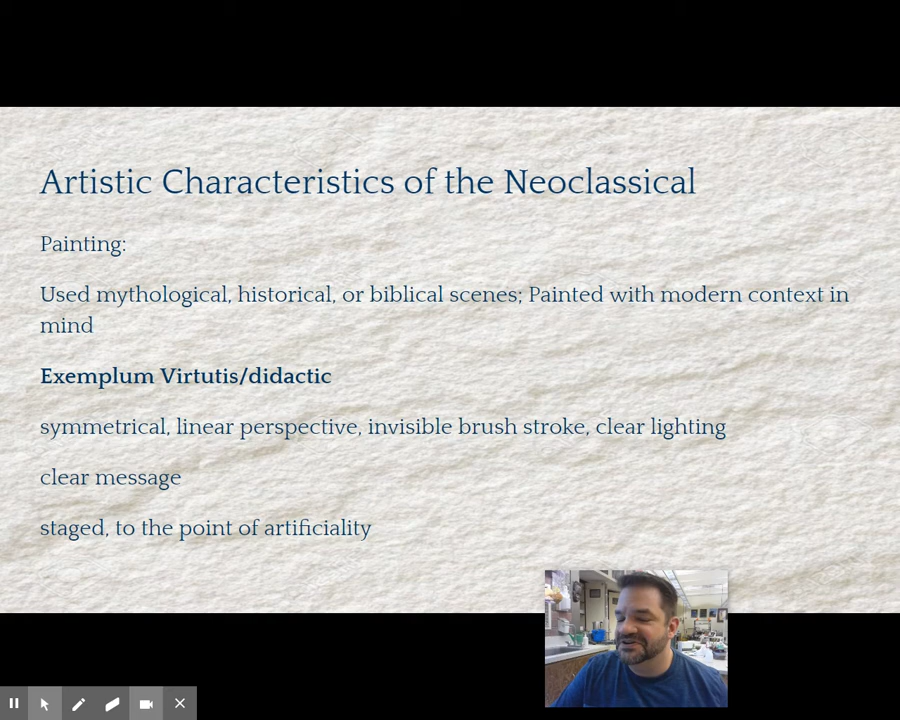 Artistic Characteristics of the Neoclassical
Painting:
Used mythological, historical, or biblical scenes; Painted with modern context in
mind
Exemplum Virtutis/didactic
symmetrical, linear perspective, invisible brush stroke, clear lighting
clear message
staged, to the point of artificiality